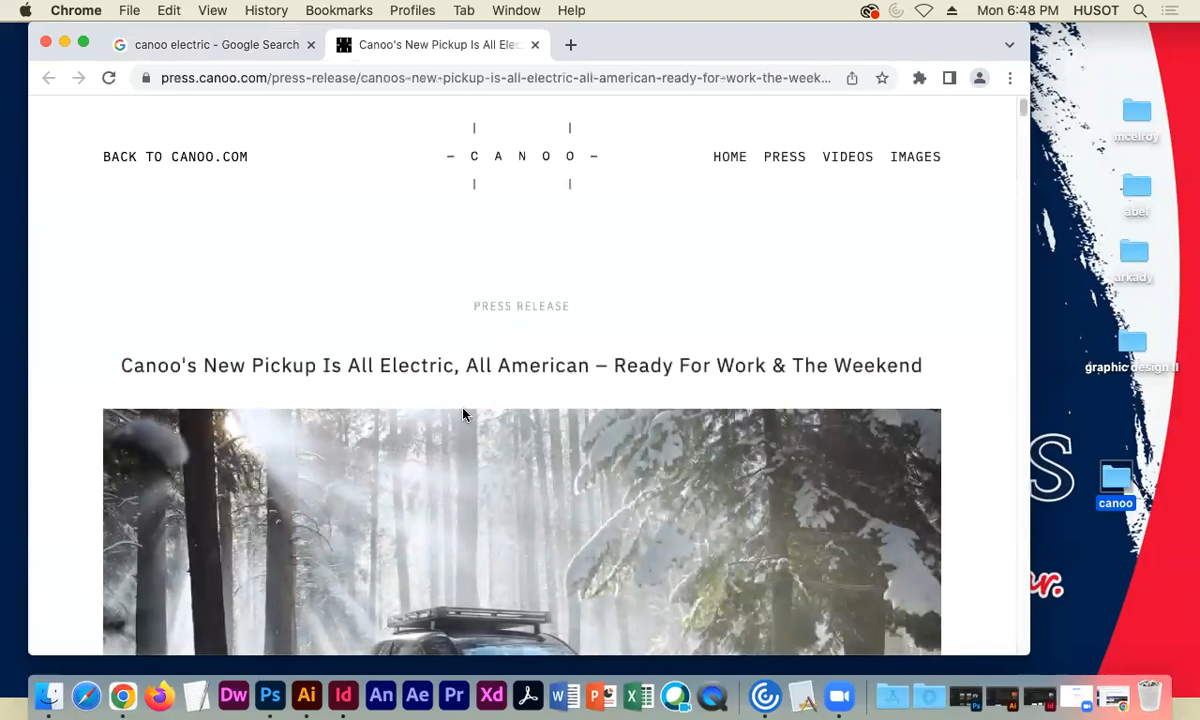 Chrome File Edit View History Bookmarks Profiles Tab Window Help Mon 6:48 PM HUSOT
canoo electric - Google Search
Canoo's New Pickup Is All Elec
press.canoo.com/press-release/canoos-new-pickup-is-all-electric-all-american-ready-for-work-the-week...
BACK TO CANOO.COM
CANOO
HOME PRESS VIDEOS IMAGES
PRESS RELEASE
Canoo's New Pickup Is All Electric, All American – Ready For Work & The Weekend
mcelroy
abel
arkady
graphic design II
S
canoo
ar.
Dw Ps Ai Id An Ae Pr Xd W P X